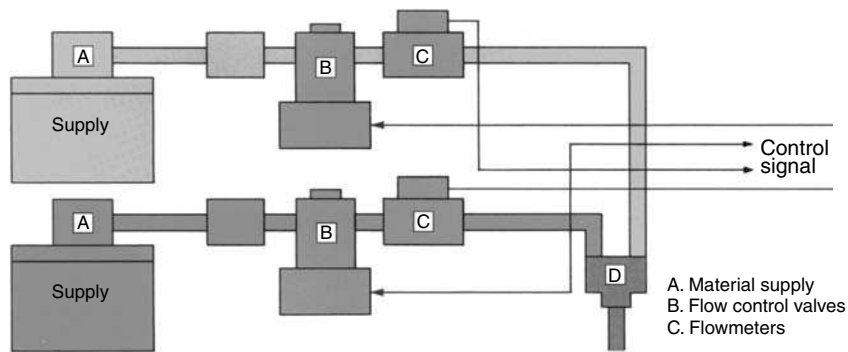 A
B
C
Supply
Control
signal
A
B
C
Supply
D
A. Material supply
B. Flow control valves
C. Flowmeters